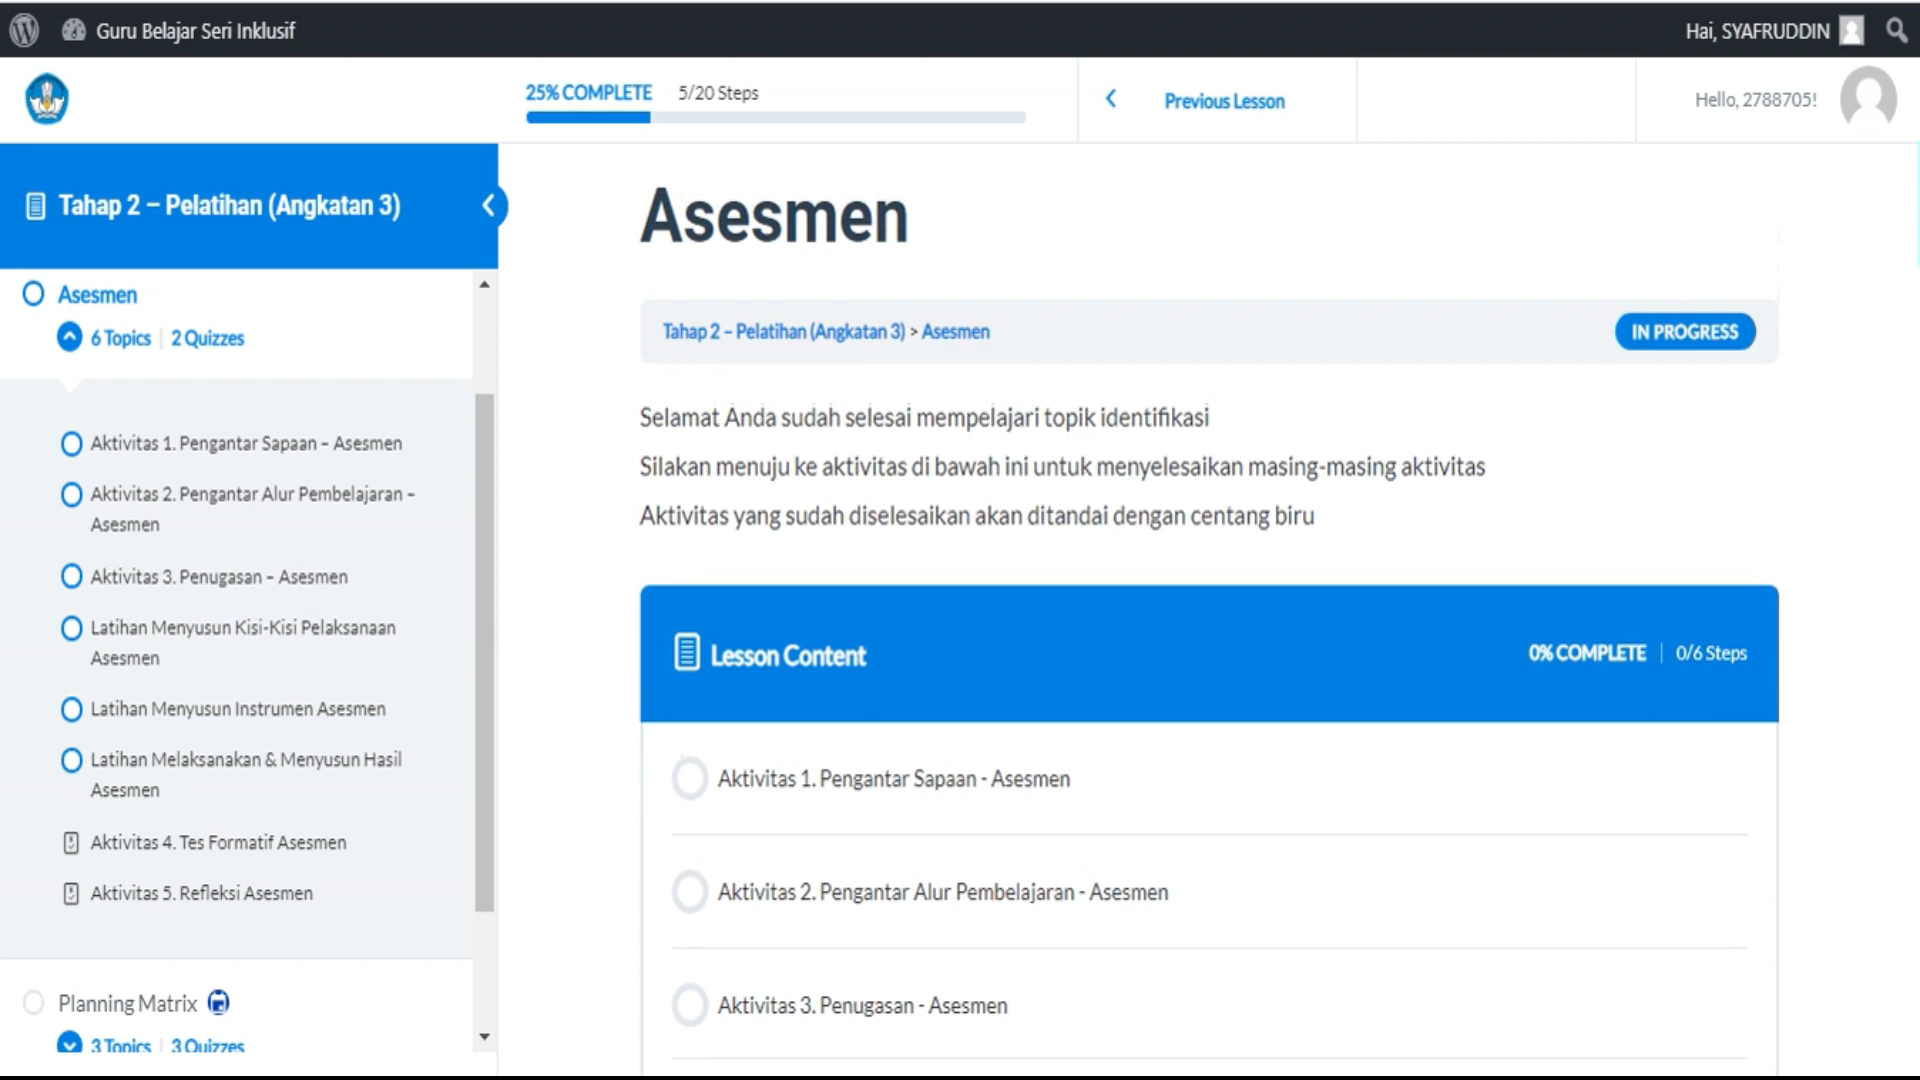 Guru Belajar Seri Inklusif
Hai, SYAFRUDDIN
25% COMPLETE 5/20 Steps
Previous Lesson
Hello, 2788705!
Tahap 2 – Pelatihan (Angkatan 3)
Asesmen
6 Topics | 2 Quizzes
Aktivitas 1. Pengantar Sapaan – Asesmen
Aktivitas 2. Pengantar Alur Pembelajaran –
Asesmen
Aktivitas 3. Penugasan – Asesmen
Latihan Menyusun Kisi-Kisi Pelaksanaan
Asesmen
Latihan Menyusun Instrumen Asesmen
Latihan Melaksanakan & Menyusun Hasil
Asesmen
Aktivitas 4. Tes Formatif Asesmen
Aktivitas 5. Refleksi Asesmen
Planning Matrix
3 Topics | 3 Quizzes
Asesmen
Tahap 2 – Pelatihan (Angkatan 3) > Asesmen
IN PROGRESS
Selamat Anda sudah selesai mempelajari topik identifikasi
Silakan menuju ke aktivitas di bawah ini untuk menyelesaikan masing-masing aktivitas
Aktivitas yang sudah diselesaikan akan ditandai dengan centang biru
Lesson Content
0% COMPLETE | 0/6 Steps
Aktivitas 1. Pengantar Sapaan - Asesmen
Aktivitas 2. Pengantar Alur Pembelajaran - Asesmen
Aktivitas 3. Penugasan - Asesmen